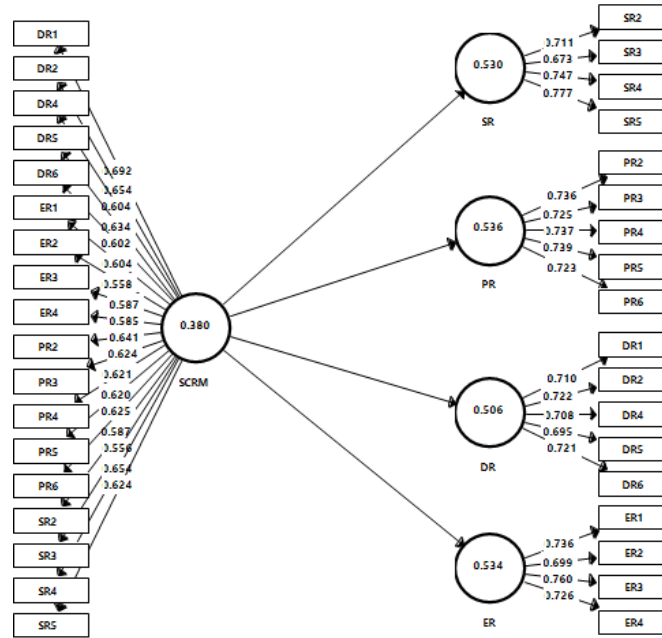 DR1
DR2
DR4
DR5
DR6
ER1
ER2
ER3
ER4
PR2
PR3
PR4
PR5
PR6
SR2
SR3
SR4
SR5
0.692
0.654
0.604
0.634
0.602
0.604
0.558
0.587
0.585
0.641
0.624
0.621
0.620
0.625
0.587
0.556
0.654
0.624
0.380
SCRM
0.530
SR
0.711
0.673
0.747
0.777
SR2
SR3
SR4
SR5
0.536
PR
0.736
0.725
0.737
0.739
0.723
PR2
PR3
PR4
PR5
PR6
0.506
DR
0.710
0.722
0.708
0.695
0.721
DR1
DR2
DR4
DR5
DR6
0.534
ER
0.736
0.699
0.760
0.726
ER1
ER2
ER3
ER4